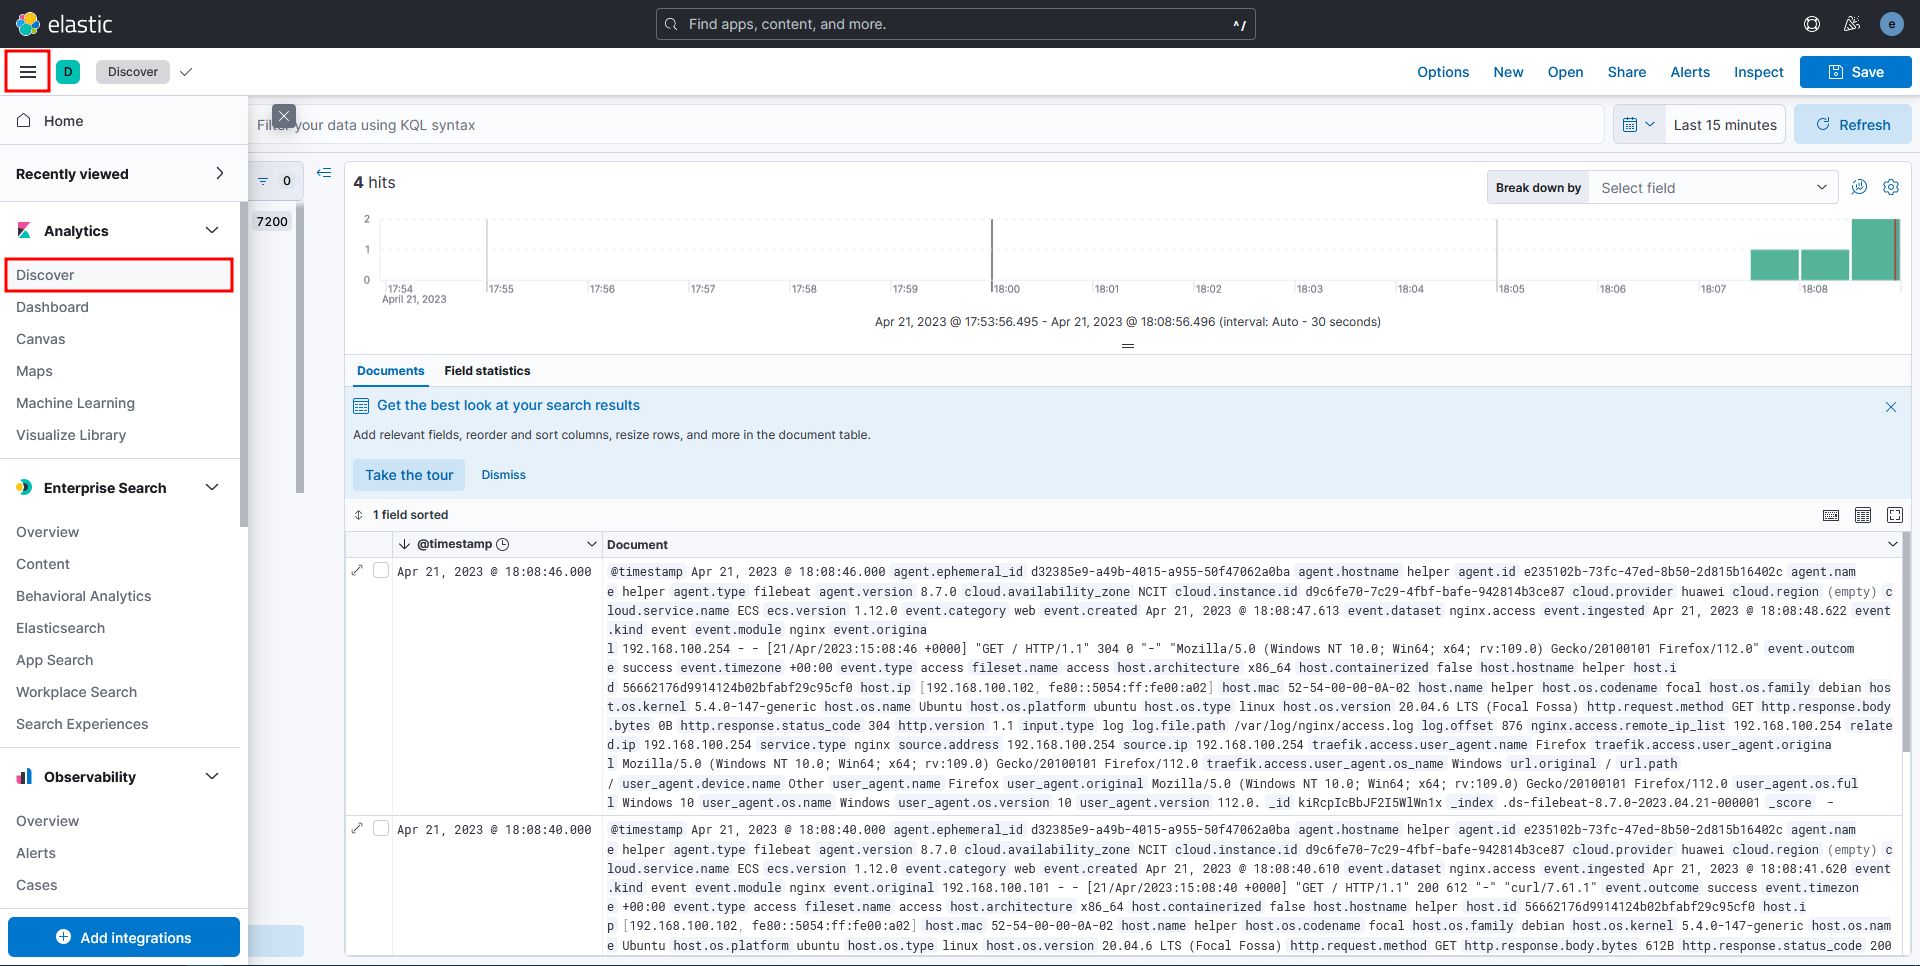 elastic
Find apps, content, and more.
^/
e
D
Discover
Options
New
Open
Share
Alerts
Inspect
Save
Home
Filter your data using KQL syntax
Last 15 minutes
Refresh
Recently viewed
0
7200
4 hits
Break down by
Select field
Analytics
Discover
Dashboard
Canvas
Maps
Machine Learning
Visualize Library
2
1
0
17:54
April 21, 2023
17:55
17:56
17:57
17:58
17:59
18:00
18:01
18:02
18:03
18:04
18:05
18:06
18:07
18:08
Apr 21, 2023 @ 17:53:56.495 - Apr 21, 2023 @ 18:08:56.496 (interval: Auto - 30 seconds)
Documents
Field statistics
Get the best look at your search results
Add relevant fields, reorder and sort columns, resize rows, and more in the document table.
Take the tour
Dismiss
Enterprise Search
Overview
Content
Behavioral Analytics
Elasticsearch
App Search
Workplace Search
Search Experiences
Observability
Overview
Alerts
Cases
Add integrations
1 field sorted
@timestamp
Document
Apr 21, 2023 @ 18:08:46.000
@timestamp Apr 21, 2023 @ 18:08:46.000 agent.ephemeral_id d32385e9-a49b-4015-a955-50f47062a0ba agent.hostname helper agent.id e235102b-73fc-47ed-8b50-2d815b16402c agent.nam
e helper agent.type filebeat agent.version 8.7.0 cloud.availability_zone NCIT cloud.instance.id d9c6fe70-7c29-4fbf-bafe-942814b3ce87 cloud.provider huawei cloud.region (empty) c
loud.service.name ECS ecs.version 1.12.0 event.category web event.created Apr 21, 2023 @ 18:08:47.613 event.dataset nginx.access event.ingested Apr 21, 2023 @ 18:08:48.622 event
.kind event event.module nginx event.origina
l 192.168.100.254 - - [21/Apr/2023:15:08:46 +0000] "GET / HTTP/1.1" 304 0 "-" "Mozilla/5.0 (Windows NT 10.0; Win64; x64; rv:109.0) Gecko/20100101 Firefox/112.0" event.outcom
e success event.timezone +00:00 event.type access fileset.name access host.architecture x86_64 host.containerized false host.hostname helper host.i
d 56662176d9914124b02bfabf29c95cf0 host.ip [192.168.100.102, fe80::5054:ff:fe00:a02] host.mac 52-54-00-00-0A-02 host.name helper host.os.codename focal host.os.family debian hos
t.os.kernel 5.4.0-147-generic host.os.name Ubuntu host.os.platform ubuntu host.os.type linux host.os.version 20.04.6 LTS (Focal Fossa) http.request.method GET http.response.body
.bytes 0B http.response.status_code 304 http.version 1.1 input.type log log.file.path /var/log/nginx/access.log log.offset 876 nginx.access.remote_ip_list 192.168.100.254 relate
d.ip 192.168.100.254 service.type nginx source.address 192.168.100.254 source.ip 192.168.100.254 traefik.access.user_agent.name Firefox traefik.access.user_agent.origina
l Mozilla/5.0 (Windows NT 10.0; Win64; x64; rv:109.0) Gecko/20100101 Firefox/112.0 traefik.access.user_agent.os_name Windows url.original / url.path
/ user_agent.device.name Other user_agent.name Firefox user_agent.original Mozilla/5.0 (Windows NT 10.0; Win64; x64; rv:109.0) Gecko/20100101 Firefox/112.0 user_agent.os.ful
l Windows 10 user_agent.os.name Windows user_agent.os.version 10 user_agent.version 112.0. _id kiRcpIcBbJF2I5WlWn1x _index .ds-filebeat-8.7.0-2023.04.21-000001 _score -
Apr 21, 2023 @ 18:08:40.000
@timestamp Apr 21, 2023 @ 18:08:40.000 agent.ephemeral_id d32385e9-a49b-4015-a955-50f47062a0ba agent.hostname helper agent.id e235102b-73fc-47ed-8b50-2d815b16402c agent.nam
e helper agent.type filebeat agent.version 8.7.0 cloud.availability_zone NCIT cloud.instance.id d9c6fe70-7c29-4fbf-bafe-942814b3ce87 cloud.provider huawei cloud.region (empty) c
loud.service.name ECS ecs.version 1.12.0 event.category web event.created Apr 21, 2023 @ 18:08:40.610 event.dataset nginx.access event.ingested Apr 21, 2023 @ 18:08:41.620 event
.kind event event.module nginx event.original 192.168.100.101 - - [21/Apr/2023:15:08:40 +0000] "GET / HTTP/1.1" 200 612 "-" "curl/7.61.1" event.outcome success event.timezon
e +00:00 event.type access fileset.name access host.architecture x86_64 host.containerized false host.hostname helper host.id 56662176d9914124b02bfabf29c95cf0 host.i
p [192.168.100.102, fe80::5054:ff:fe00:a02] host.mac 52-54-00-00-0A-02 host.name helper host.os.codename focal host.os.family debian host.os.kernel 5.4.0-147-generic host.os.nam
e Ubuntu host.os.platform ubuntu host.os.type linux host.os.version 20.04.6 LTS (Focal Fossa) http.request.method GET http.response.body.bytes 612B http.response.status_code 200